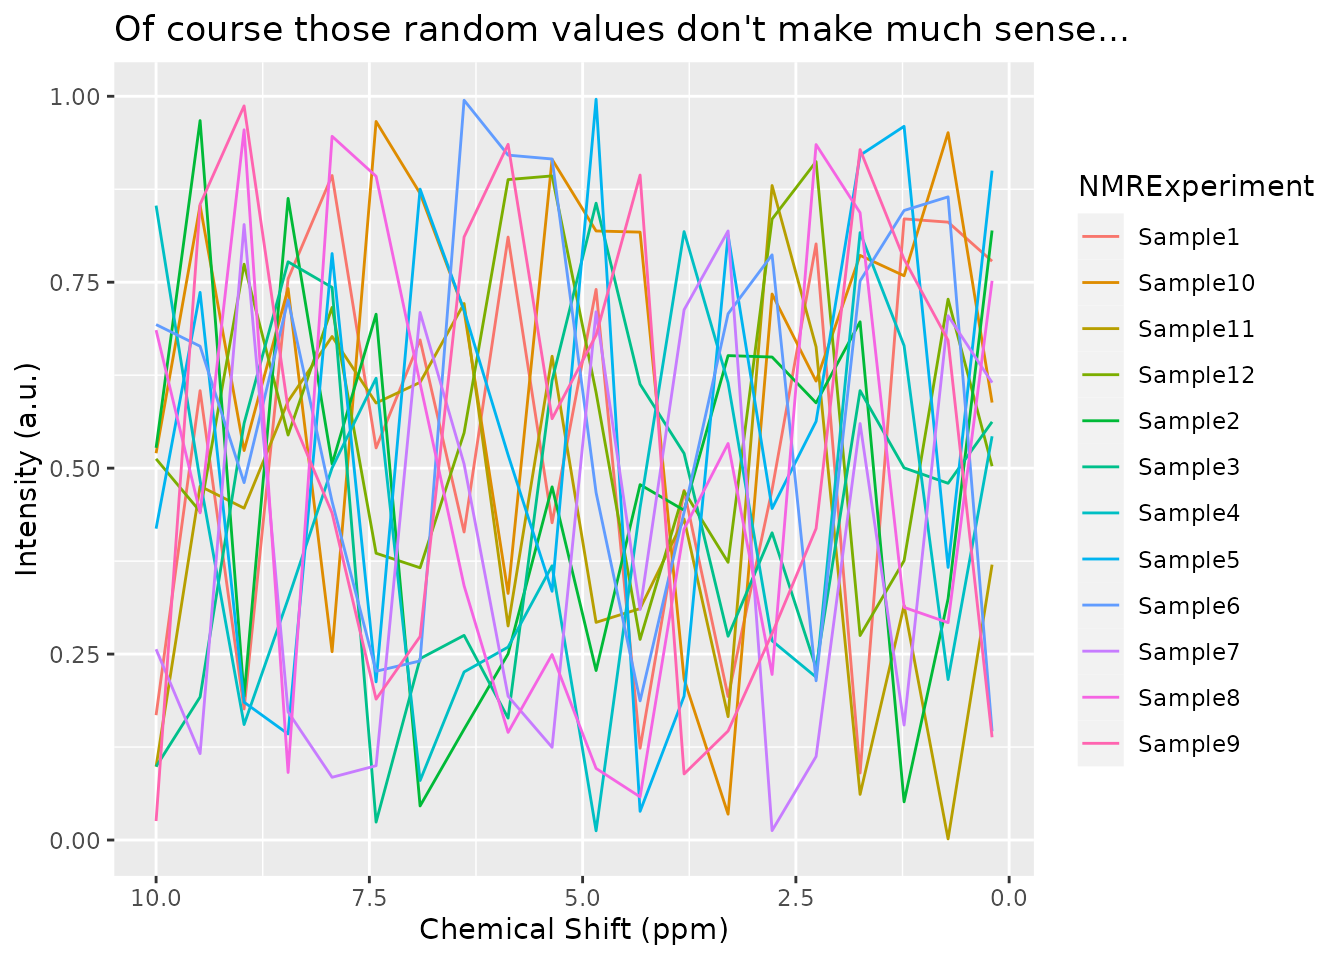 Of course those random values don't make much sense...
1.00
0.75
0.50
0.25
0.00
Intensity (a.u.)
10.0 7.5 5.0 2.5 0.0
Chemical Shift (ppm)
NMRExperiment
Sample1
Sample10
Sample11
Sample12
Sample2
Sample3
Sample4
Sample5
Sample6
Sample7
Sample8
Sample9